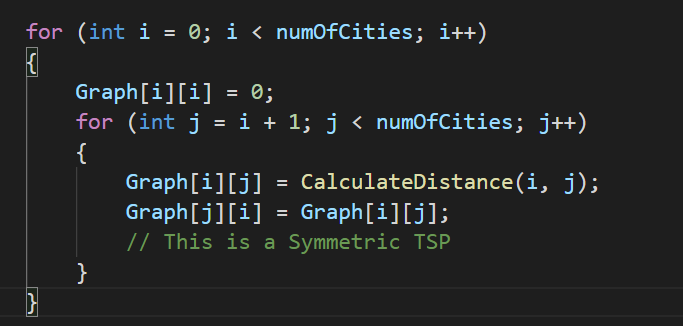 for (int i = 0; i < numOfCities; i++)
{
    Graph[i][i] = 0;
    for (int j = i + 1; j < numOfCities; j++)
    {
        Graph[i][j] = CalculateDistance(i, j);
        Graph[j][i] = Graph[i][j];
        // This is a Symmetric TSP
    }
}